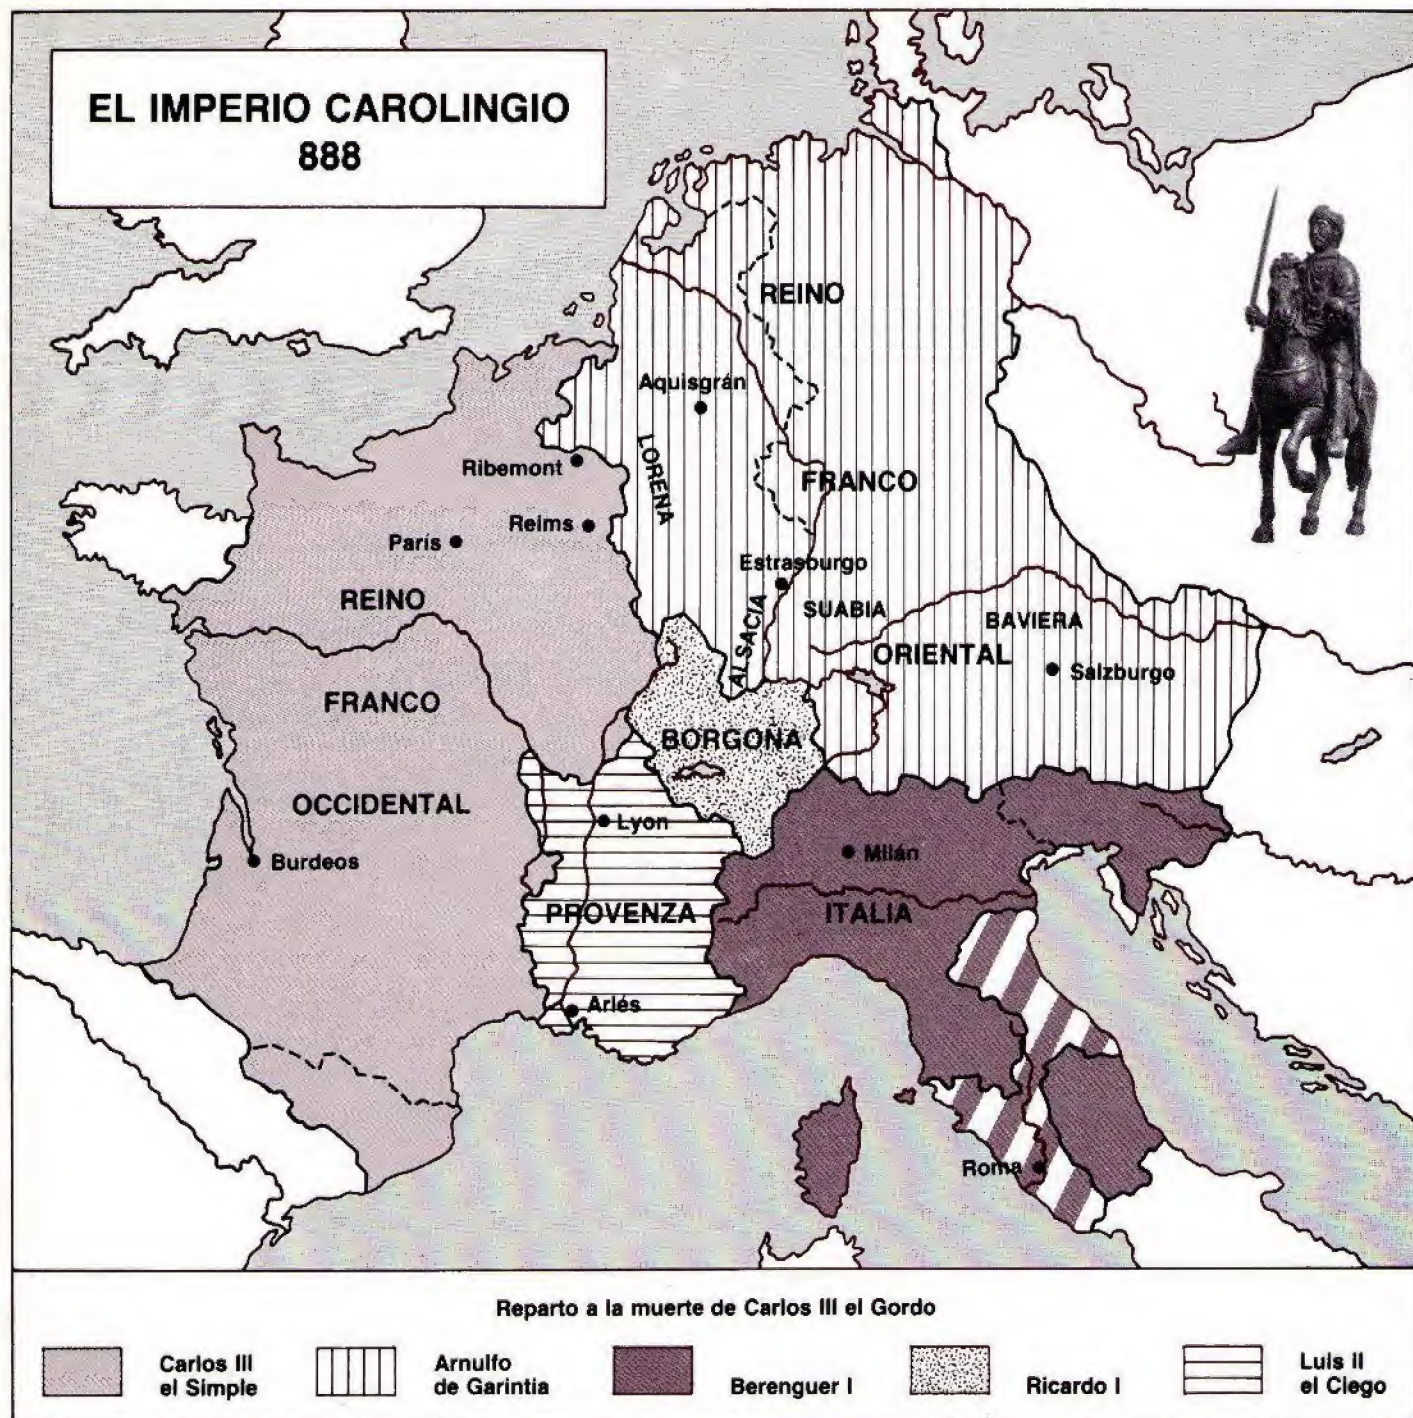 EL IMPERIO CAROLINGIO
888
REINO
Aquisgrán
LORENA
Ribemont
FRANCO
Reims
París
Estrasburgo
REINO
ALSACIA
SUABIA
BAVIERA
ORIENTAL
Salzburgo
FRANCO
BORGOÑA
OCCIDENTAL
Lyon
Burdeos
Milán
PROVENZA
ITALIA
Arlés
Roma
Reparto a la muerte de Carlos III el Gordo
Carlos III
el Simple
Arnulfo
de Garintia
Berenguer I
Ricardo I
Luis II
el Ciego